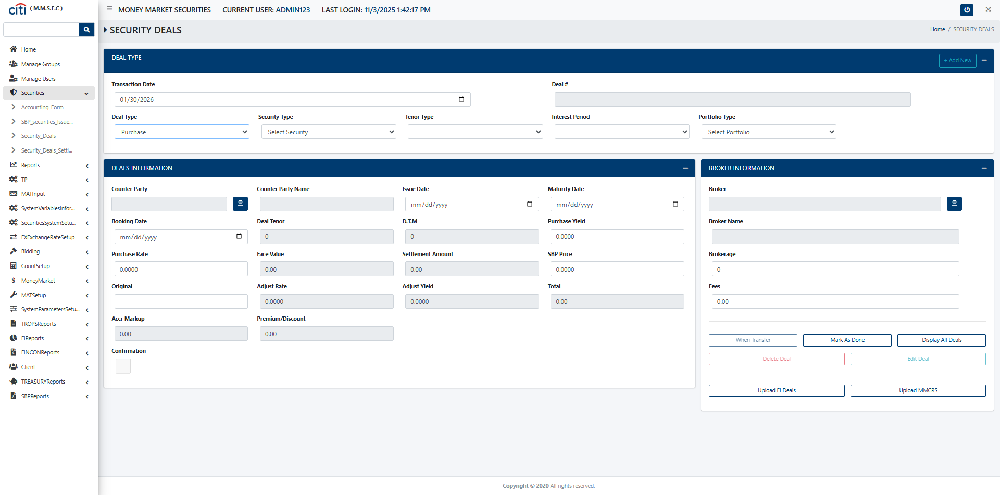 citi ( M.M.S.E.C )
MONEY MARKET SECURITIES CURRENT USER: ADMIN123 LAST LOGIN: 11/3/2025 1:42:17 PM
SECURITY DEALS
Home / SECURITY DEALS
Home
Manage Groups
Manage Users
Securities
Accounting_Form
SBP_securities_Issue...
Security_Deals
Security_Deals_Settl...
Reports
TP
MATInput
SystemVariablesInfor...
SecuritiesSystemSetu...
FXExchangeRateSetup
Bidding
CountSetup
MoneyMarket
MATSetup
SystemParametersSetu...
TROPSReports
FIReports
FINCONReports
Client
TREASURYReports
SBPReports
DEAL TYPE
+ Add New
Transaction Date Deal #
01/30/2026
Deal Type Security Type Tenor Type Interest Period Portfolio Type
Purchase Select Security Select Portfolio
DEALS INFORMATION
Counter Party Counter Party Name Issue Date Maturity Date
mm/dd/yyyy mm/dd/yyyy
Booking Date Deal Tenor D.T.M Purchase Yield
mm/dd/yyyy 0 0 0.0000
Purchase Rate Face Value Settlement Amount SBP Price
0.0000 0.00 0.00 0.0000
Original Adjust Rate Adjust Yield Total
0.0000 0.0000 0.00
Accr Markup Premium/Discount
0.00 0.00
Confirmation
BROKER INFORMATION
Broker
Broker Name
Brokerage
0
Fees
0.00
When Transfer Mark As Done Display All Deals
Delete Deal Edit Deal
Upload FI Deals Upload MMCRS
Copyright © 2020 All rights reserved.